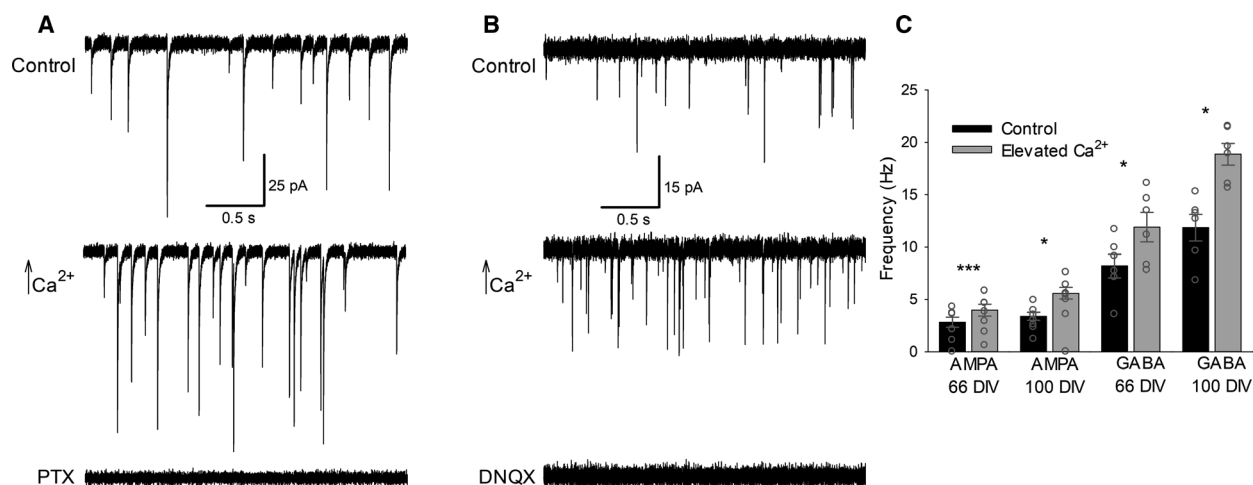 A
Control
25 pA
0.5 s
↑Ca²⁺
PTX
B
Control
15 pA
0.5 s
↑Ca²⁺
DNQX
C
Frequency (Hz)
25
20
15
10
5
0
Control
Elevated Ca²⁺
***
*
*
*
AMPA
66 DIV
AMPA
100 DIV
GABA
66 DIV
GABA
100 DIV